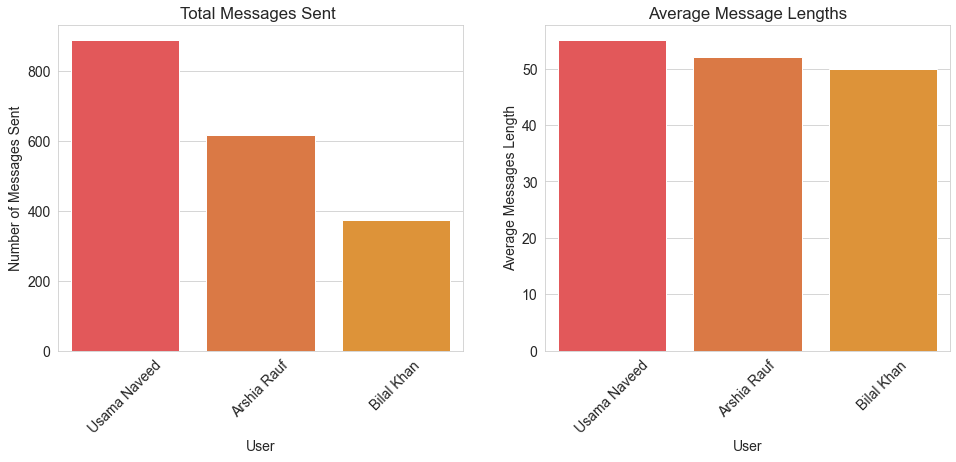 Total Messages Sent
Number of Messages Sent
800
600
400
200
0
Usama Naveed
Arshia Rauf
Bilal Khan
User
Average Message Lengths
Average Messages Length
50
40
30
20
10
0
Usama Naveed
Arshia Rauf
Bilal Khan
User